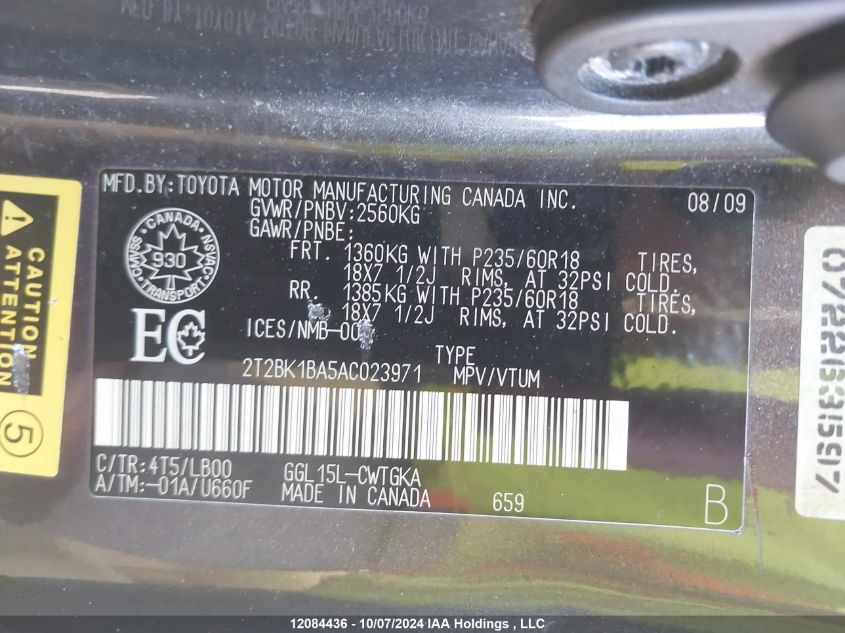 MFD.BY:TOYOTA MOTOR MANUFACTURING CANADA INC. 08/09
GVWR/PNBV:2560KG
GAWR/PNBE:
FRT. 1360KG WITH P235/60R18 TIRES,
18X7 1/2J RIMS, AT 32PSI COLD.
RR. 1385KG WITH P235/60R18 TIRES,
18X7 1/2J RIMS, AT 32PSI COLD.
CANADA
930
TRANSPORT
EC
ICES/NMB-00
TYPE
2T2BK1BA5AC023971 MPV/VTUM
C/TR:4T5/LB00 GGL15L-CWTGKA
A/TM:-01A/U660F MADE IN CANADA 659 B
CAUTION
ATTENTION
5
12084436 - 10/07/2024 IAA Holdings , LLC